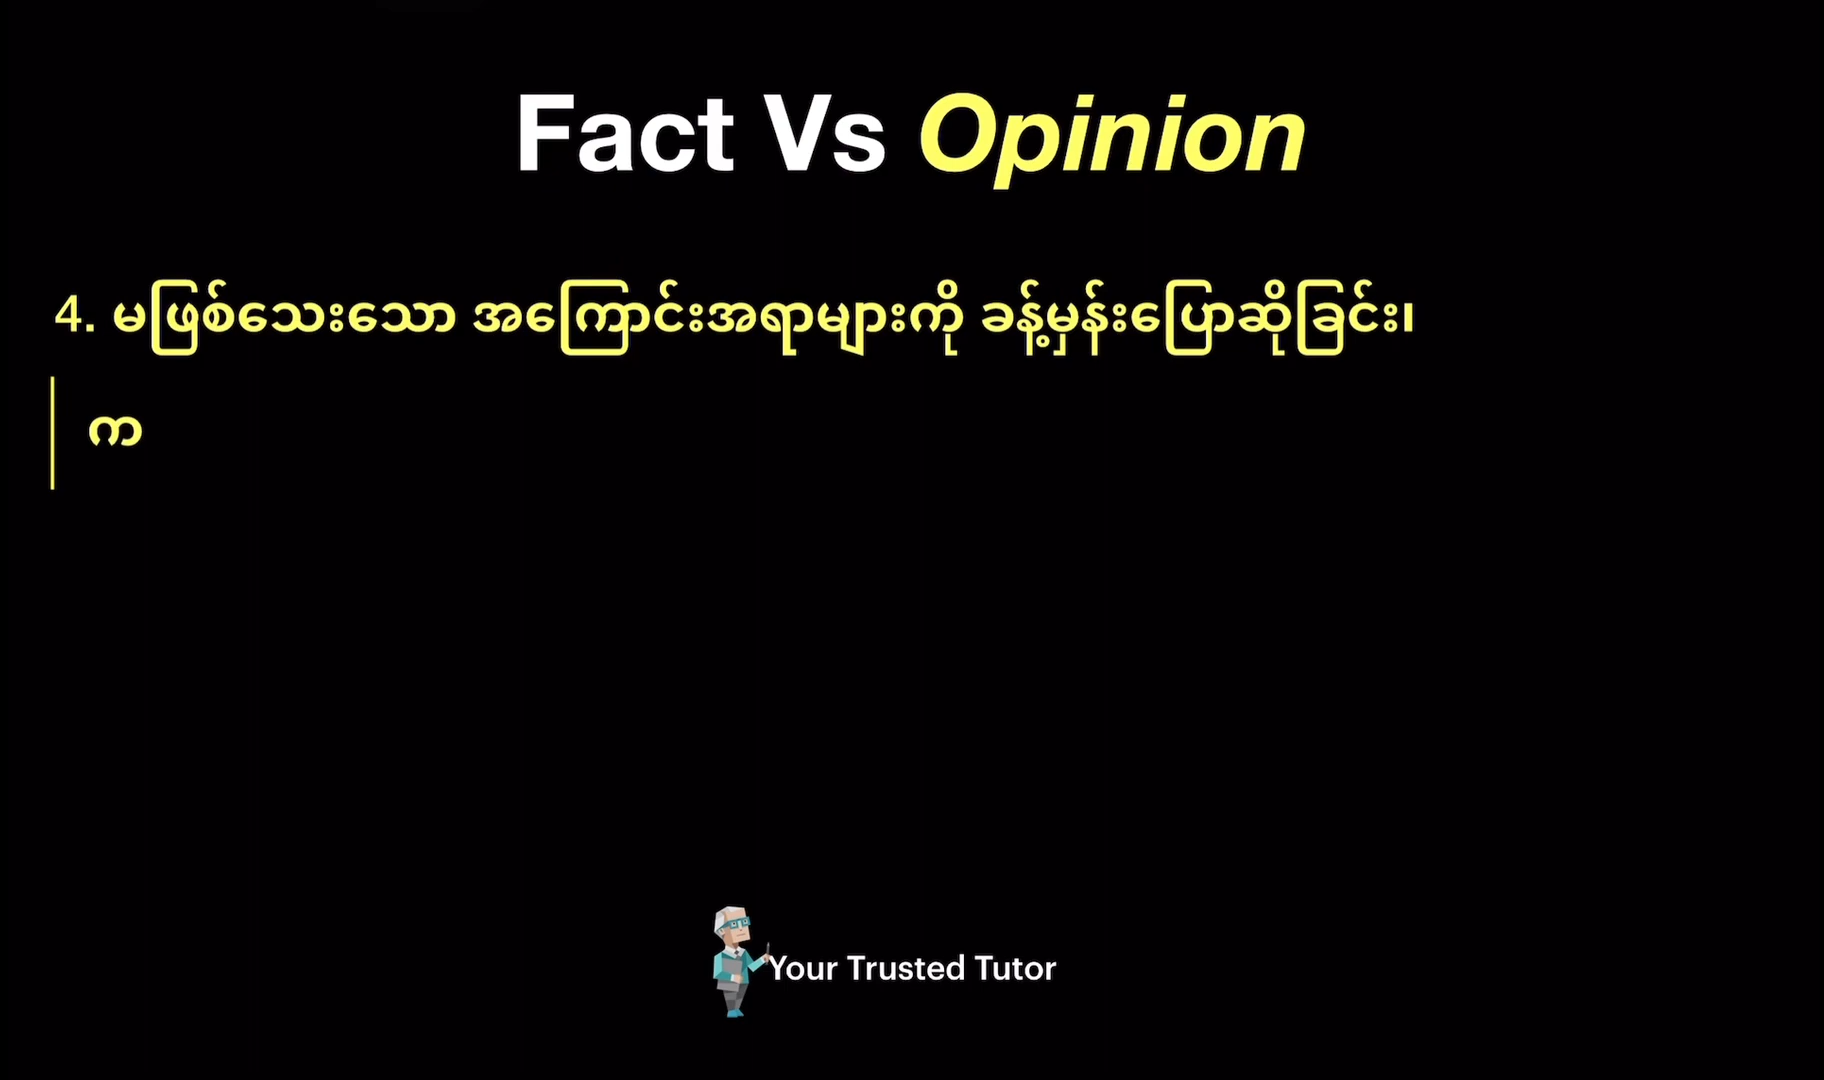 Fact Vs Opinion
4. မဖြစ်သေးသော အကြောင်းအရာများကို ခန့်မှန်းပြောဆိုခြင်း၊
က
Your Trusted Tutor